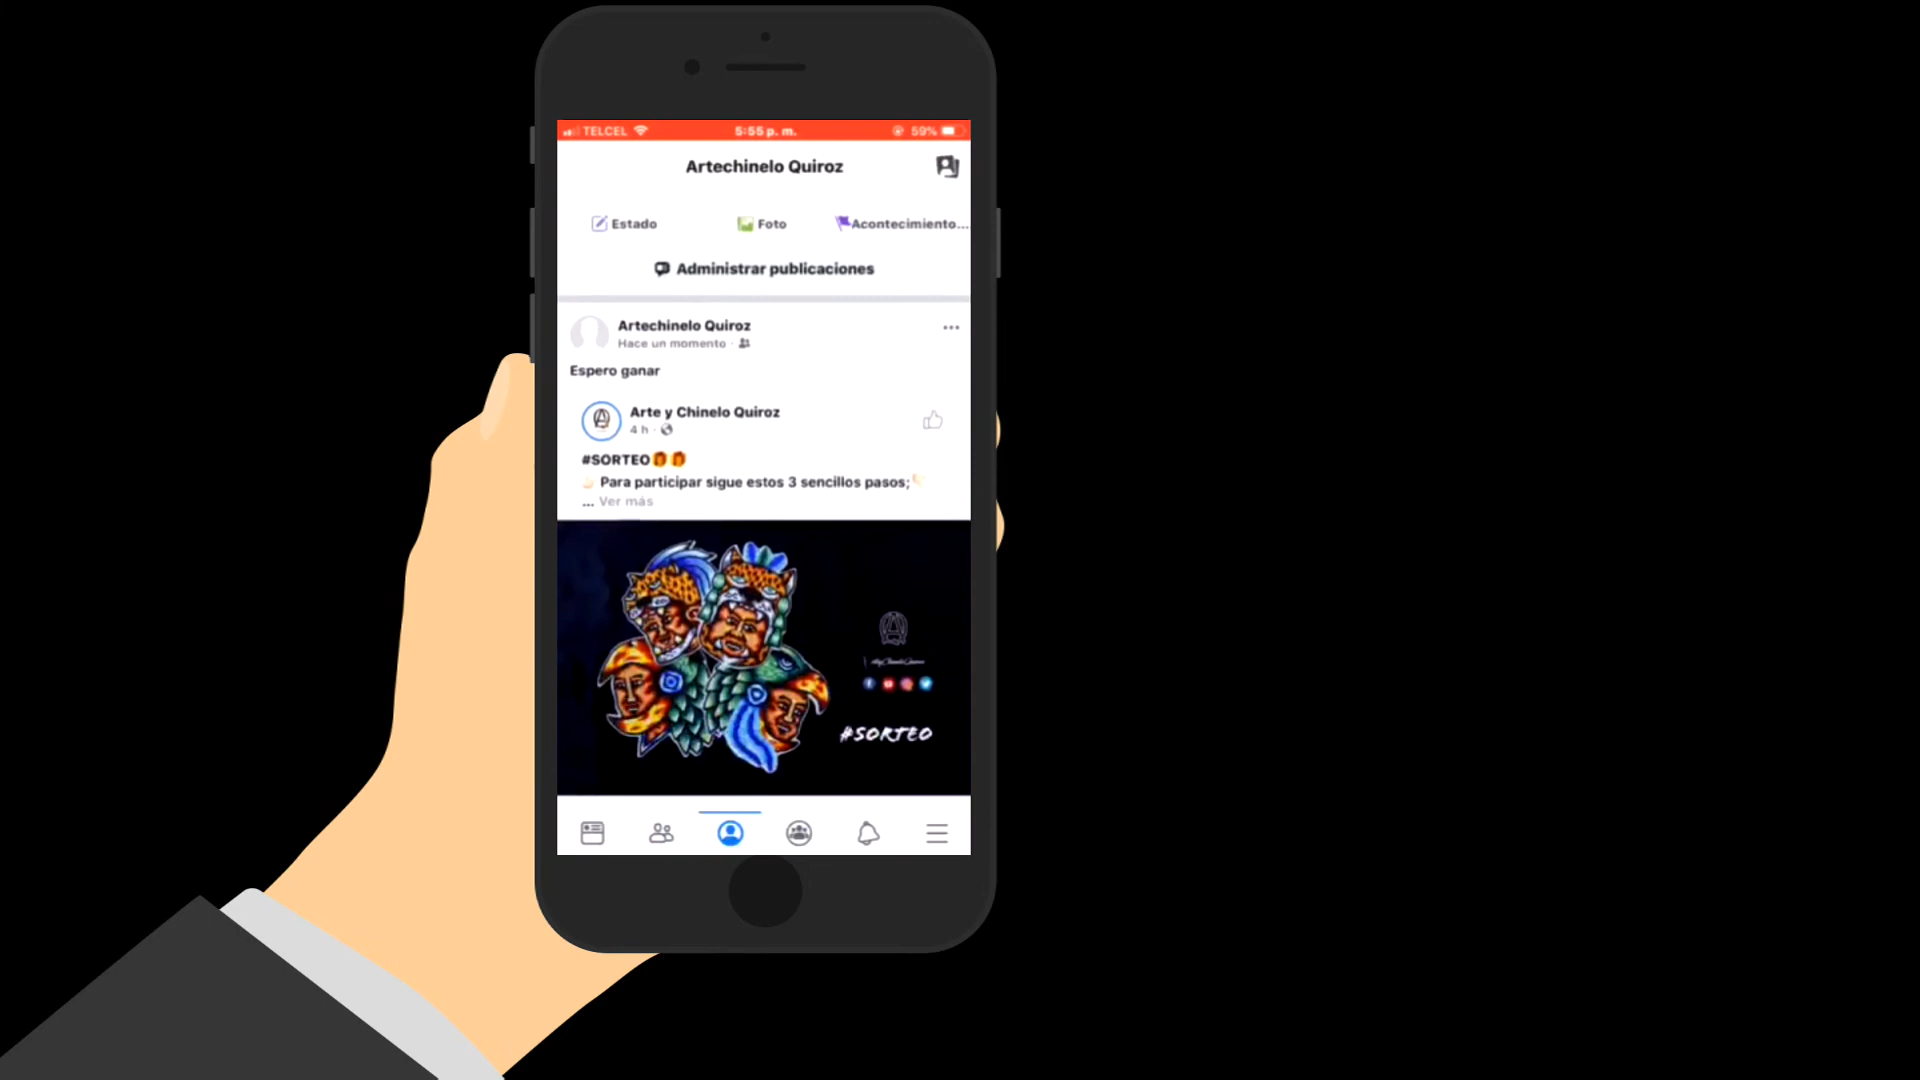 TELCEL 5:55 p. m. 59%
Artechinelo Quiroz
Estado Foto Acontecimiento...
Administrar publicaciones
Artechinelo Quiroz
Hace un momento ·
Espero ganar
Arte y Chinelo Quiroz
4 h ·
#SORTEO
Para participar sigue estos 3 sencillos pasos;
... Ver más
#SORTEO